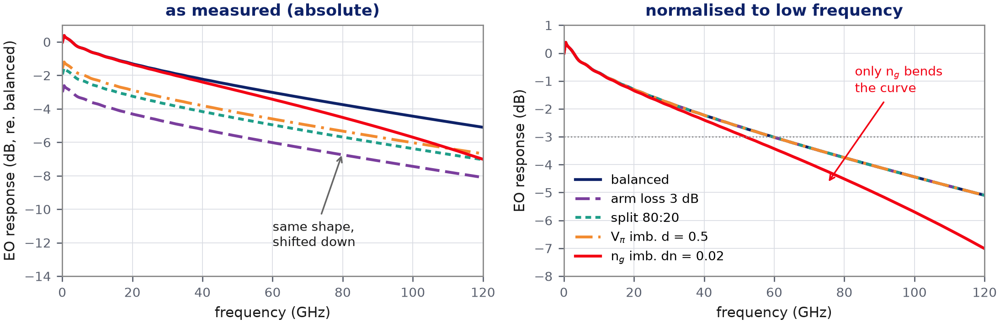 as measured (absolute)
EO response (dB, re. balanced)
0
−2
−4
−6
−8
−10
−12
−14
same shape,
shifted down
0 20 40 60 80 100 120
frequency (GHz)
normalised to low frequency
EO response (dB)
1
0
−1
−2
−3
−4
−5
−6
−7
−8
only n_g bends
the curve
balanced
arm loss 3 dB
split 80:20
V_π imb. d = 0.5
n_g imb. dn = 0.02
0 20 40 60 80 100 120
frequency (GHz)